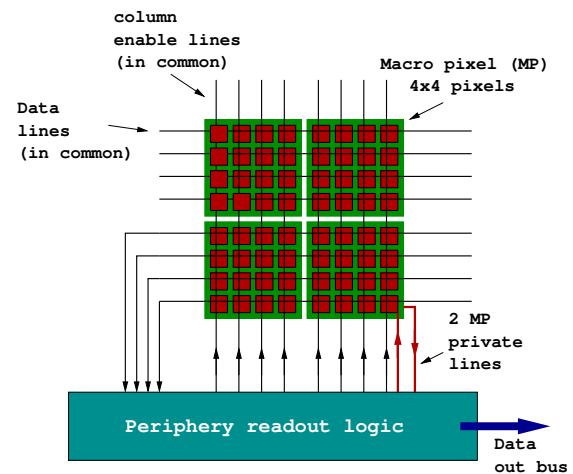 column
enable lines
(in common)
Macro pixel (MP)
4x4 pixels
Data
lines
(in common)
2 MP
private
lines
Periphery readout logic
Data
out bus